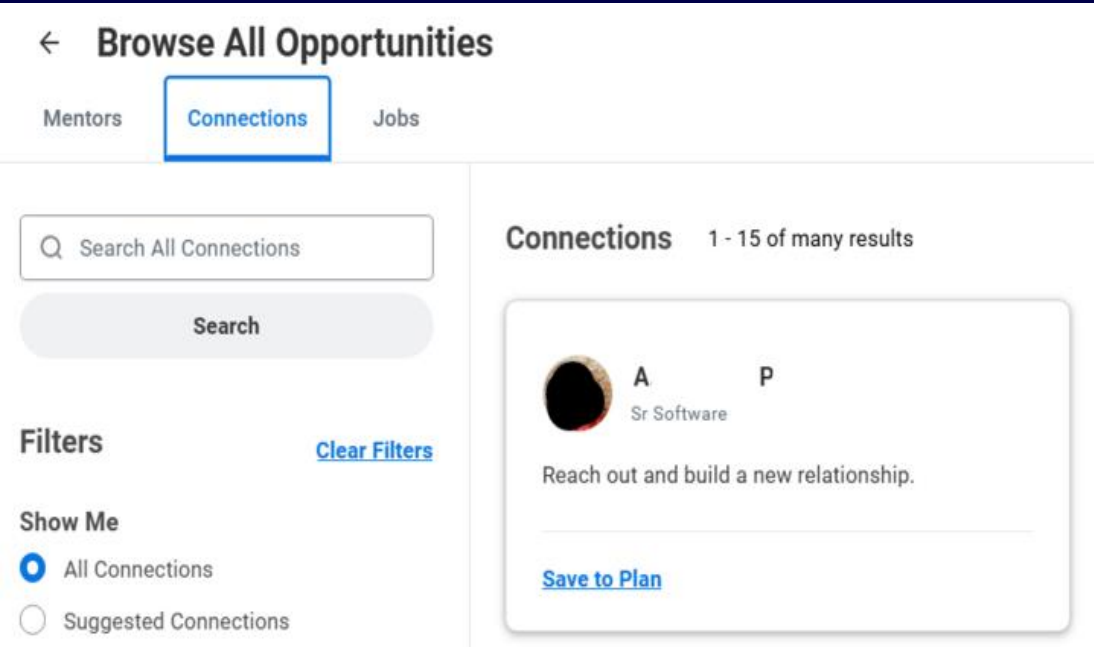 Browse All Opportunities
Mentors
Connections
Jobs
Search All Connections
Search
Filters
Clear Filters
Show Me
All Connections
Suggested Connections
Connections 1 - 15 of many results
A P
Sr Software
Reach out and build a new relationship.
Save to Plan